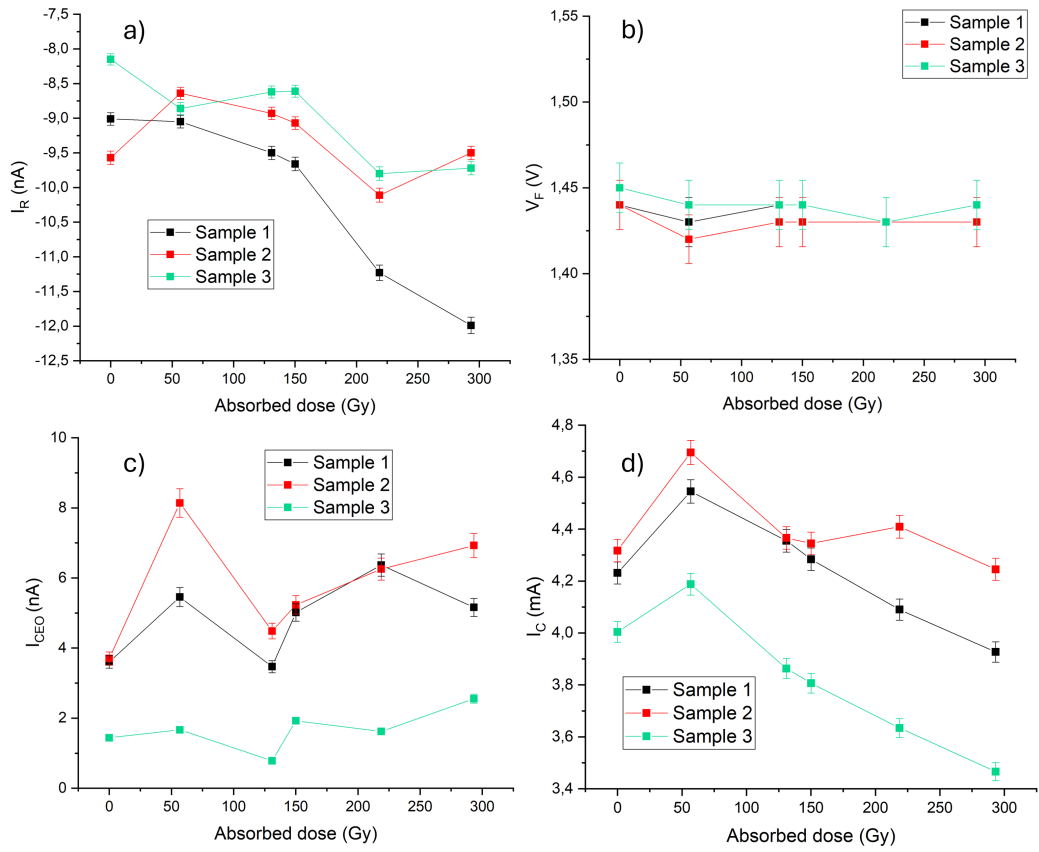 a)
-7,5
-8,0
-8,5
-9,0
-9,5
-10,0
-10,5
-11,0
-11,5
-12,0
-12,5
I_R (nA)
Sample 1
Sample 2
Sample 3
0 50 100 150 200 250 300
Absorbed dose (Gy)
b)
1,55
1,50
1,45
1,40
1,35
V_F (V)
Sample 1
Sample 2
Sample 3
0 50 100 150 200 250 300
Absorbed dose (Gy)
c)
10
8
6
4
2
0
I_CEO (nA)
Sample 1
Sample 2
Sample 3
0 50 100 150 200 250 300
Absorbed dose (Gy)
d)
4,8
4,6
4,4
4,2
4,0
3,8
3,6
3,4
I_C (mA)
Sample 1
Sample 2
Sample 3
0 50 100 150 200 250 300
Absorbed dose (Gy)